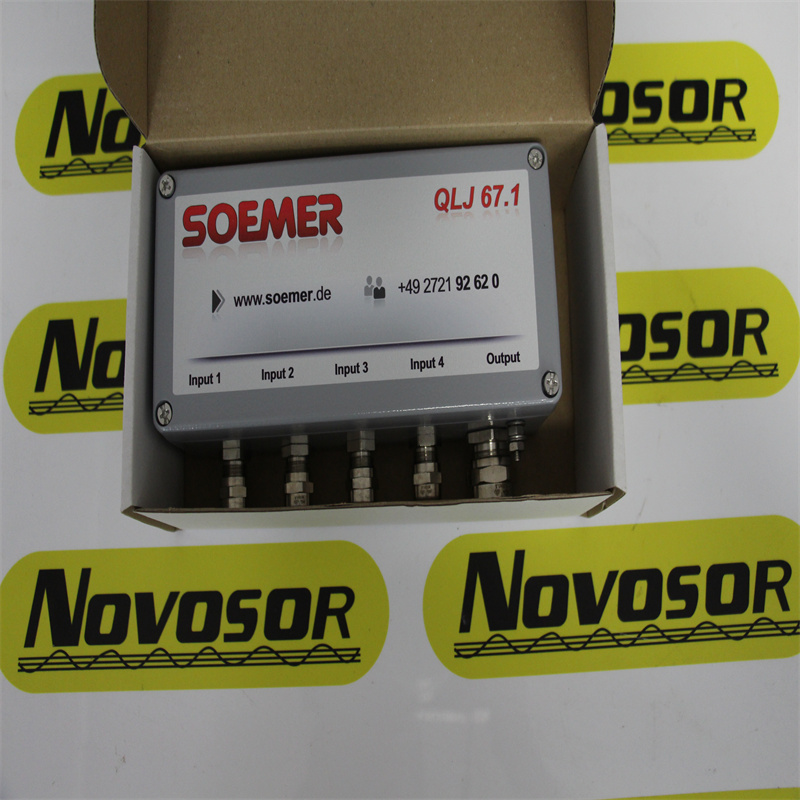 NOVOSOR
NOVOSOR
SOEMER
QLJ 67.1
www.soemer.de
+49 2721 92 62 0
Input 1
Input 2
Input 3
Input 4
Output
NOVOSOR
NOVOSOR